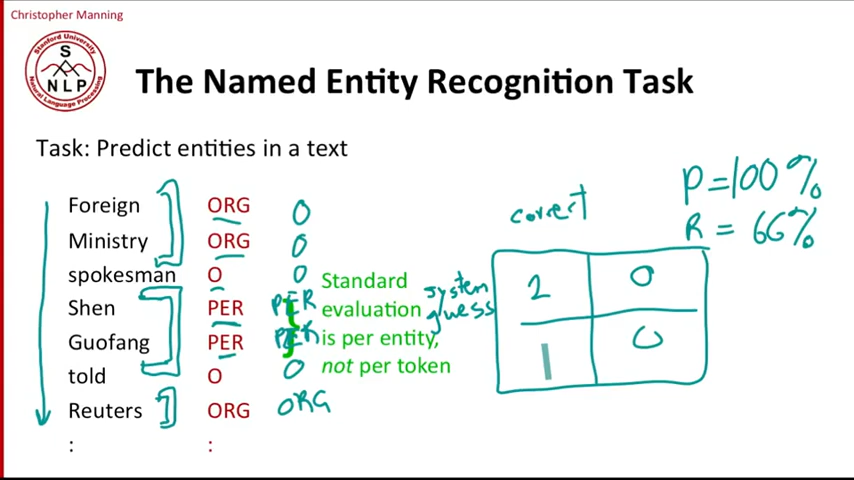 Christopher Manning
Stanford University
S
NLP
Natural Language Processing
The Named Entity Recognition Task
Task: Predict entities in a text
P = 100%
R = 66%
Foreign ORG O
Ministry ORG O
spokesman O O
Shen PER PER
Guofang PER PER
told O O
Reuters ORG ORG
: :
Standard
evaluation
is per entity,
not per token
correct
system
guess
2 0
1 0